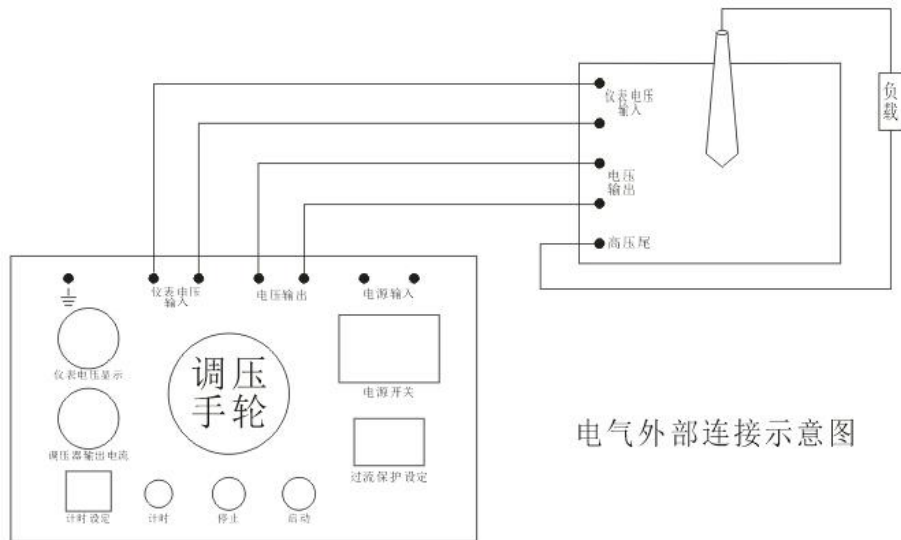 仪表电压
输入
电压
输出
高压尾
负
载
仪表电压
输入
电压输出
电源输入
仪表电压显示
调压
手轮
电源开关
调压器输出电流
过流保护设定
计时设定
计时
停止
启动
电气外部连接示意图